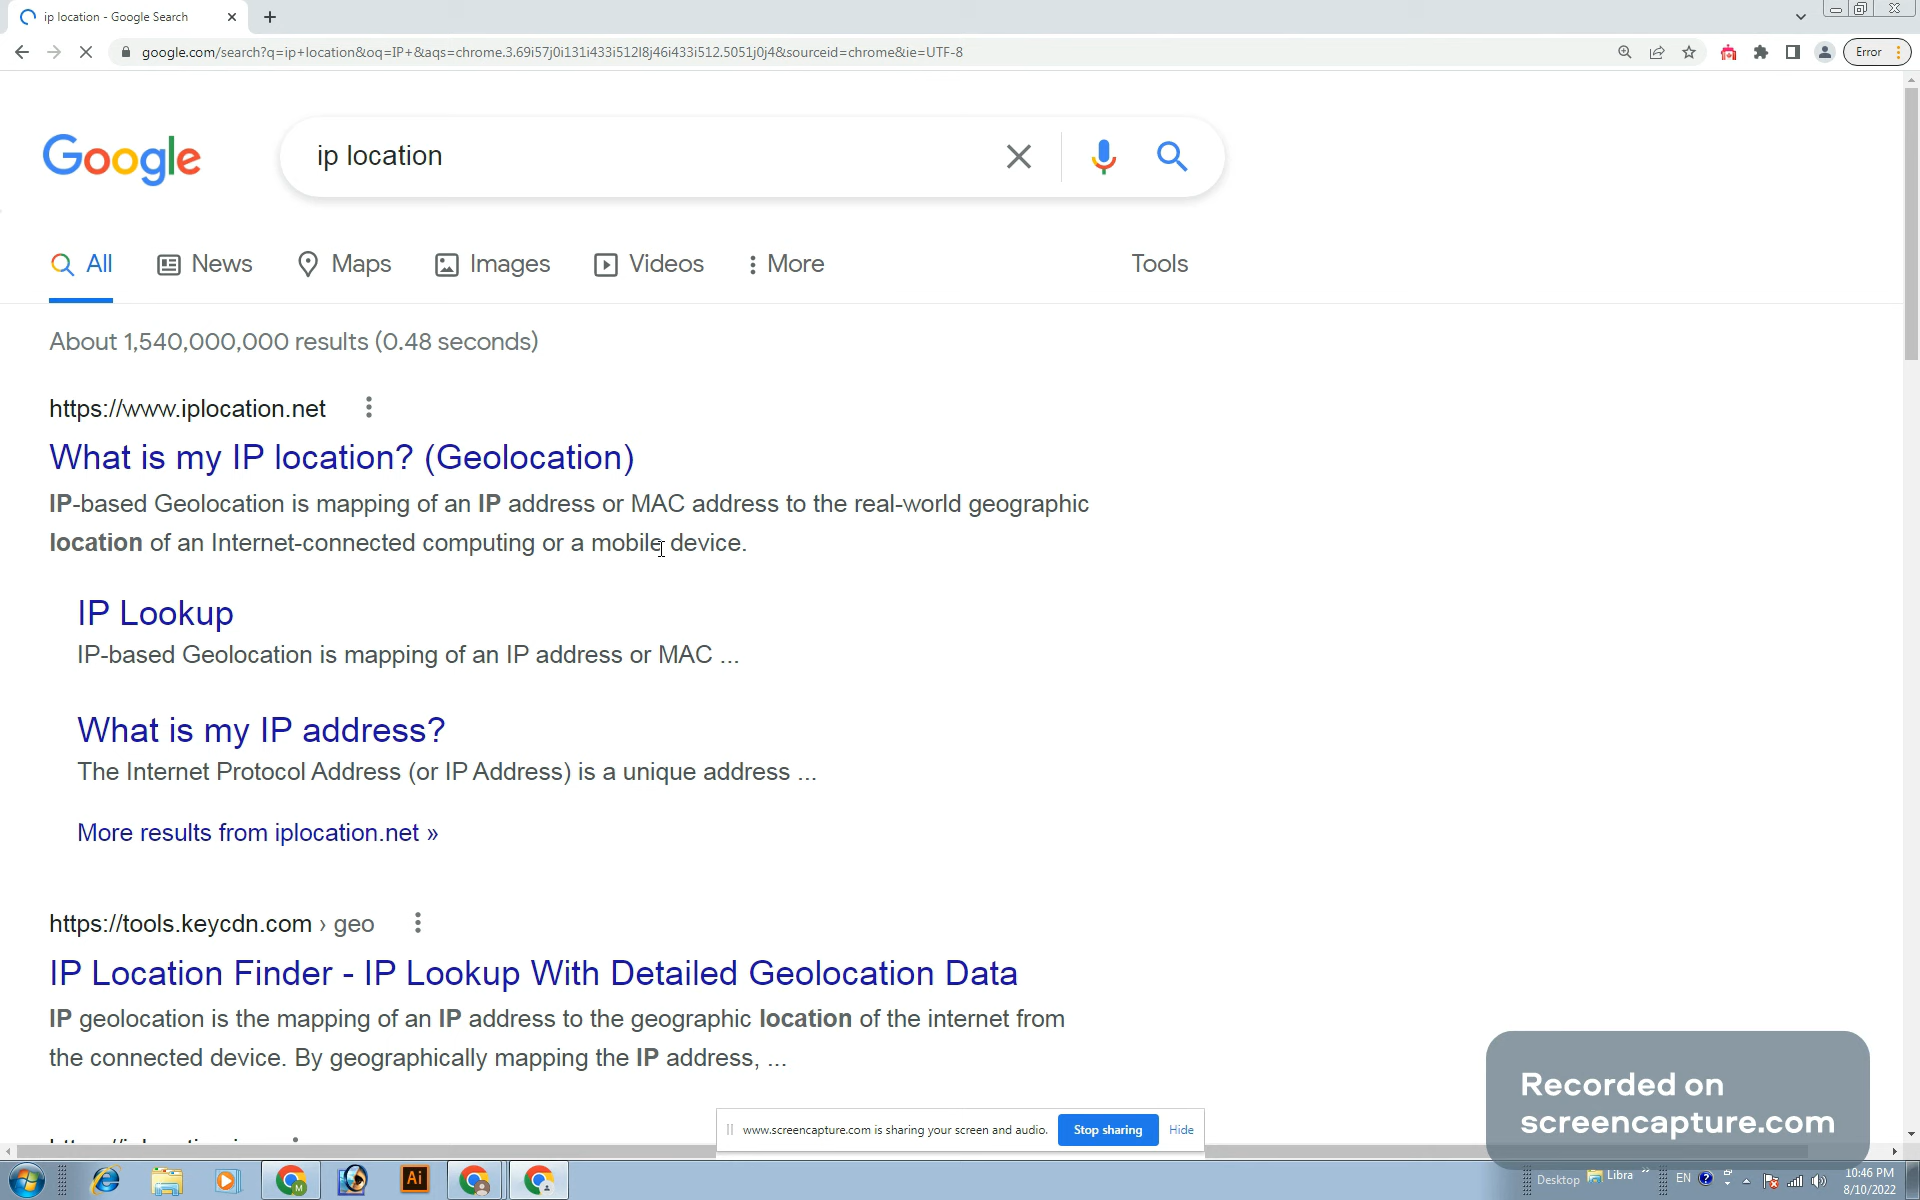 ip location - Google Search
google.com/search?q=ip+location&oq=IP+&aqs=chrome.3.69i57j0i131i433i512l8j46i433i512.5051j0j4&sourceid=chrome&ie=UTF-8
Error
Google
ip location
All
News
Maps
Images
Videos
More
Tools
About 1,540,000,000 results (0.48 seconds)
https://www.iplocation.net
What is my IP location? (Geolocation)
IP-based Geolocation is mapping of an IP address or MAC address to the real-world geographic
location of an Internet-connected computing or a mobile device.
IP Lookup
IP-based Geolocation is mapping of an IP address or MAC ...
What is my IP address?
The Internet Protocol Address (or IP Address) is a unique address ...
More results from iplocation.net »
https://tools.keycdn.com › geo
IP Location Finder - IP Lookup With Detailed Geolocation Data
IP geolocation is the mapping of an IP address to the geographic location of the internet from
the connected device. By geographically mapping the IP address, ...
www.screencapture.com is sharing your screen and audio.
Stop sharing
Hide
Recorded on
screencapture.com
Ai
Desktop
Libra
EN
10:46 PM
8/10/2022